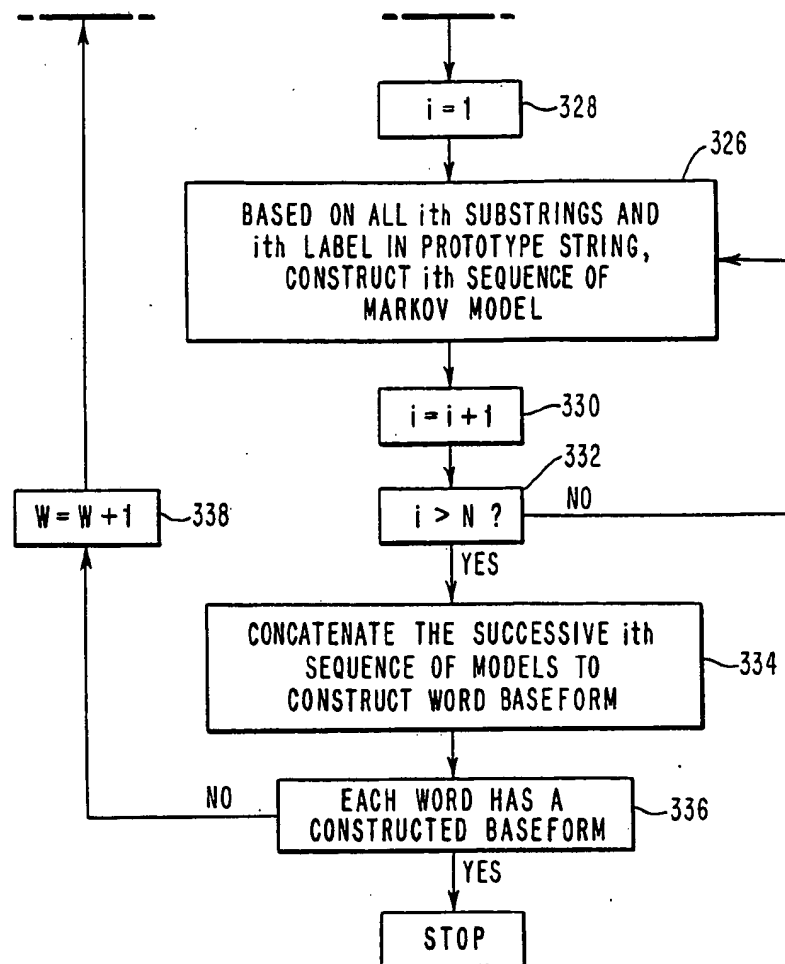 i = 1
328
326
BASED ON ALL ith SUBSTRINGS AND
ith LABEL IN PROTOTYPE STRING,
CONSTRUCT ith SEQUENCE OF
MARKOV MODEL
i = i + 1
330
332
i > N ?
NO
YES
W = W + 1
338
CONCATENATE THE SUCCESSIVE ith
SEQUENCE OF MODELS TO
CONSTRUCT WORD BASEFORM
334
NO
EACH WORD HAS A
CONSTRUCTED BASEFORM
336
YES
STOP